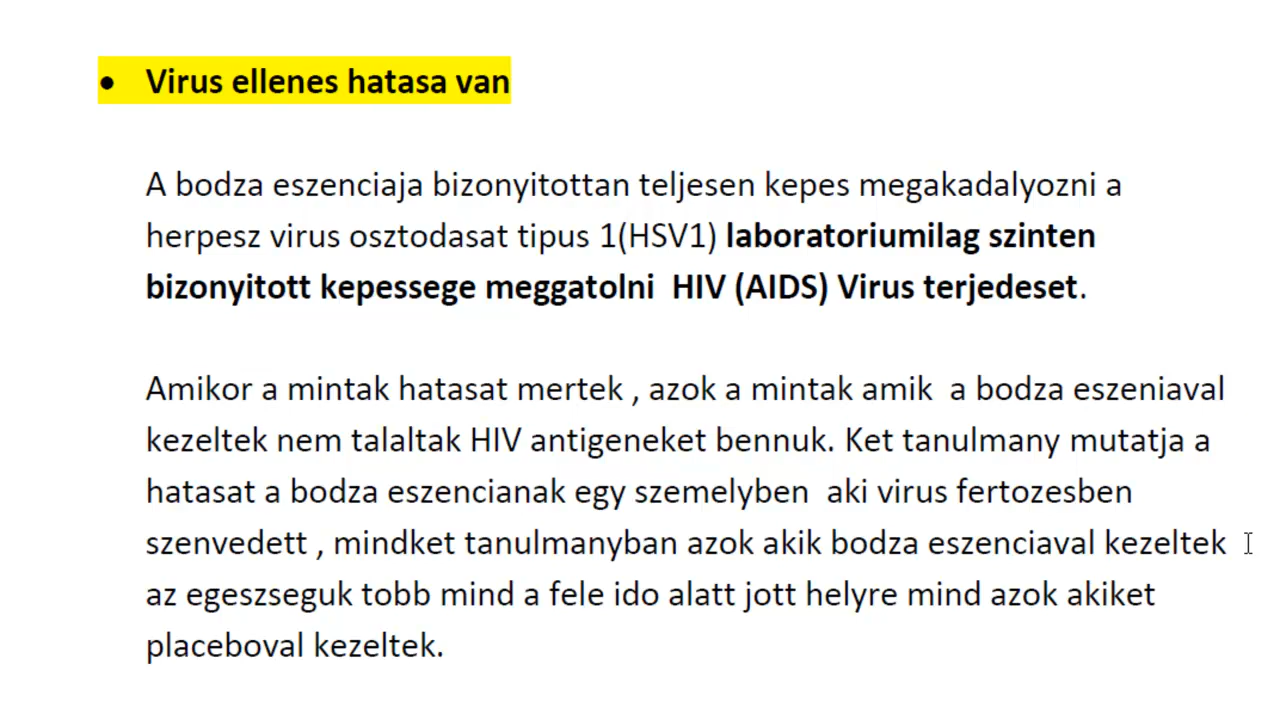 • Virus ellenes hatasa van
A bodza eszenciaja bizonyitottan teljesen kepes megakadalyozni a
herpesz virus osztodasat tipus 1(HSV1) laboratoriumilag szinten
bizonyitott kepessege meggatolni  HIV (AIDS) Virus terjedeset.
Amikor a mintak hatasat mertek , azok a mintak amik  a bodza eszeniaval
kezeltek nem talaltak HIV antigeneket bennuk. Ket tanulmany mutatja a
hatasat a bodza eszencianak egy szemelyben  aki virus fertozesben
szenvedett , mindket tanulmanyban azok akik bodza eszenciaval kezeltek
az egeszseguk tobb mind a fele ido alatt jott helyre mind azok akiket
placeboval kezeltek.